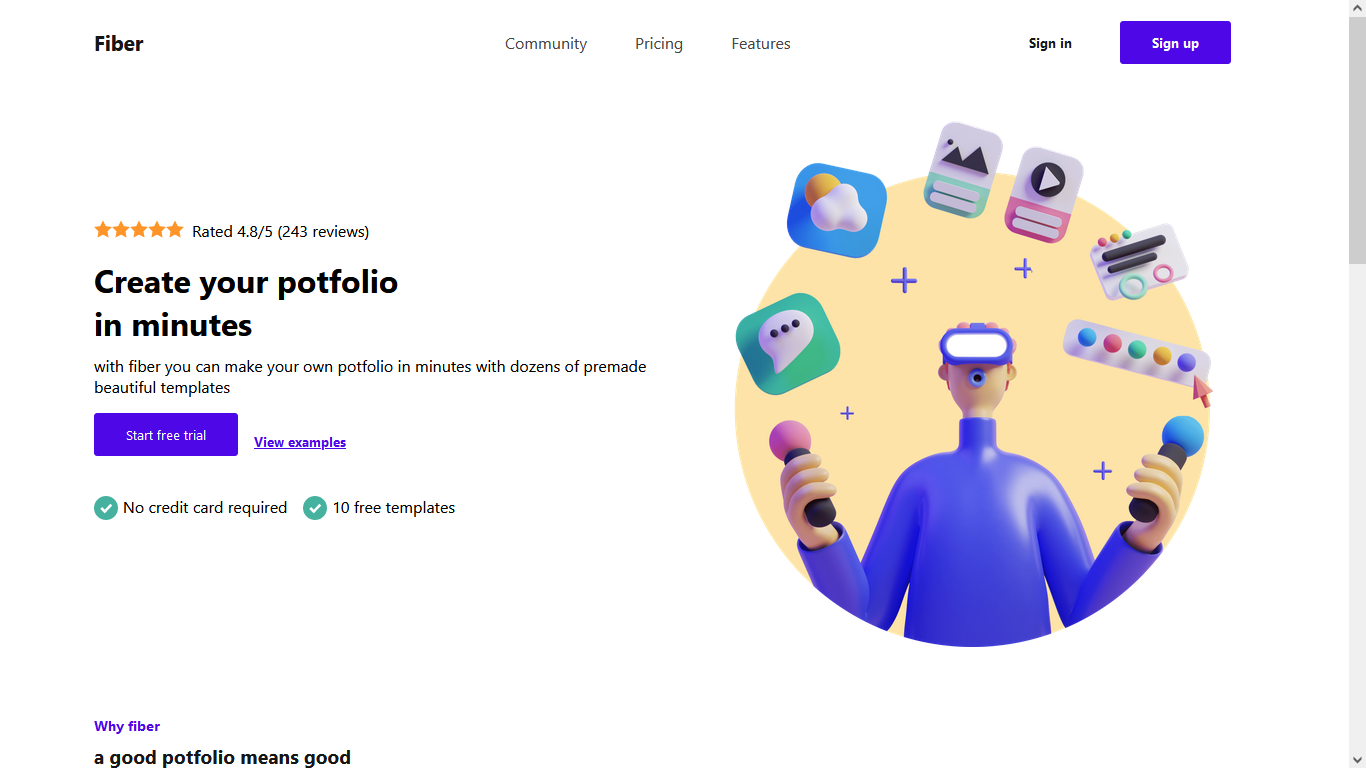 Fiber
Community
Pricing
Features
Sign in
Sign up
Rated 4.8/5 (243 reviews)
Create your potfolio
in minutes
with fiber you can make your own potfolio in minutes with dozens of premade
beautiful templates
Start free trial
View examples
No credit card required
10 free templates
Why fiber
a good potfolio means good